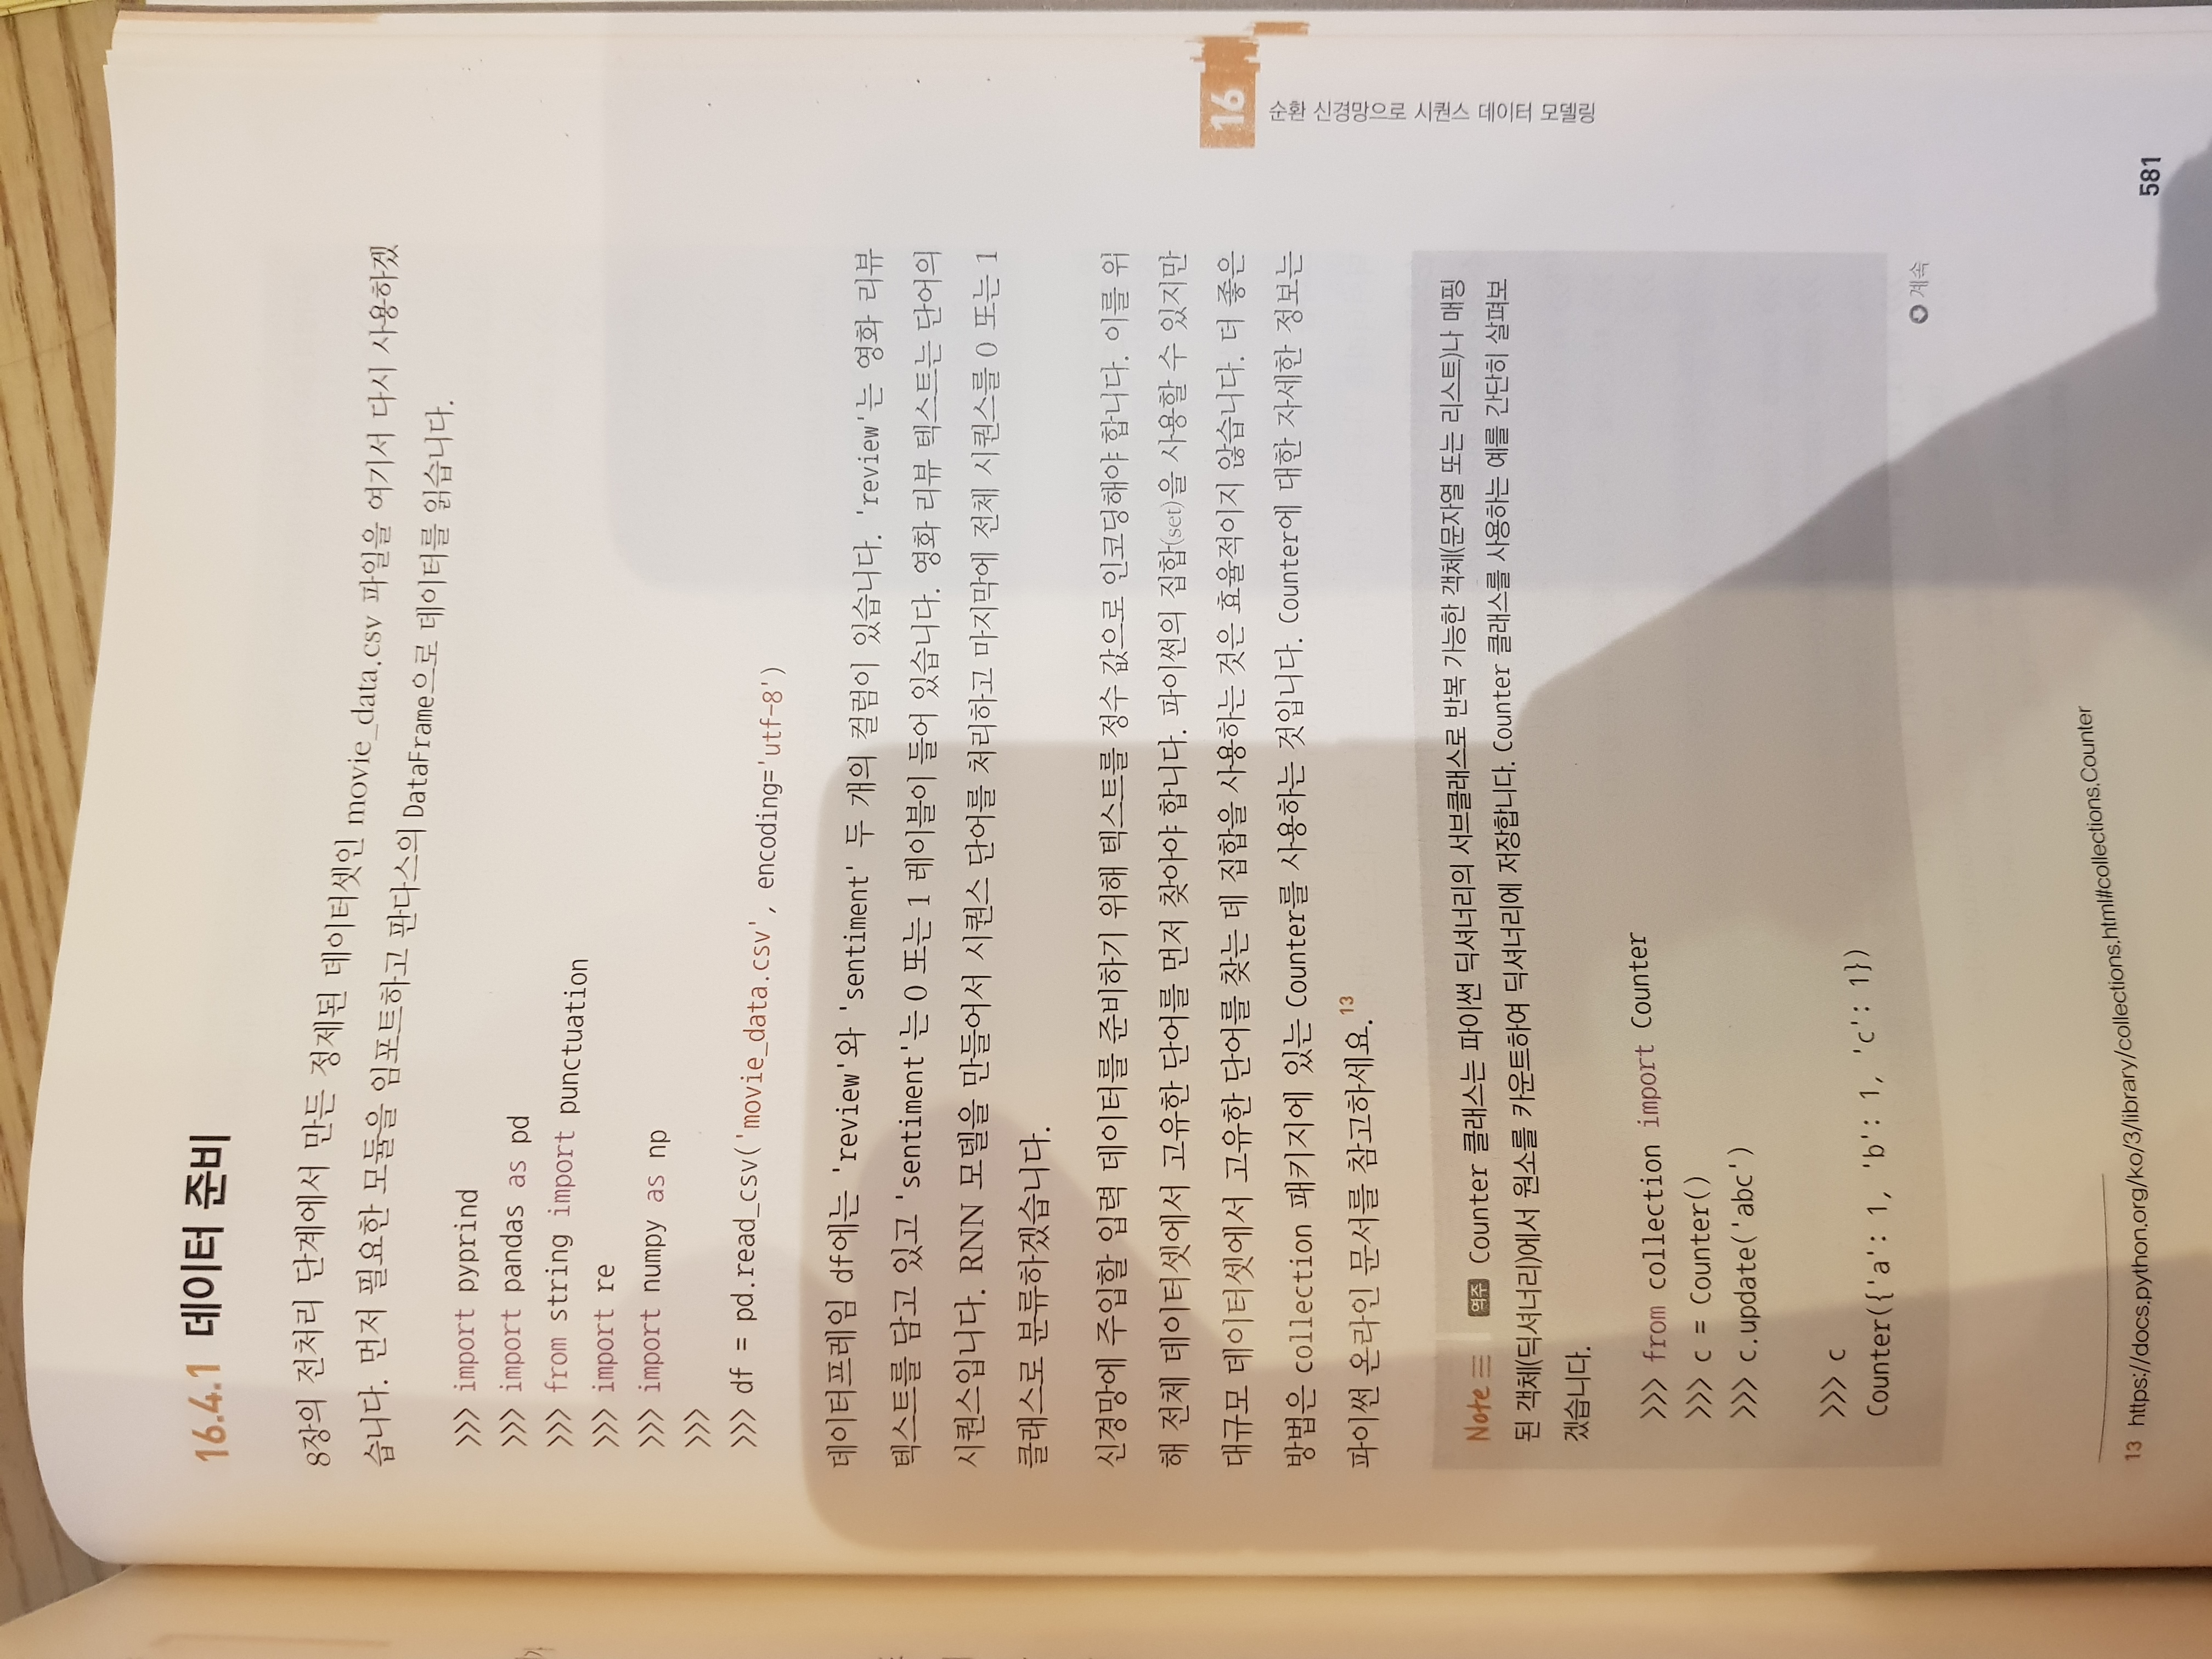 16.4.1 데이터 준비
8장의 전처리 단계에서 만든 정제된 데이터셋인 movie_data.csv 파일을 여기서 다시 사용하겠
습니다. 먼저 필요한 모듈을 임포트하고 판다스의 DataFrame으로 데이터를 읽습니다.
>>> import pyprind
>>> import pandas as pd
>>> from string import punctuation
>>> import re
>>> import numpy as np
>>>
>>> df = pd.read_csv('movie_data.csv', encoding='utf-8')
데이터프레임 df에는 'review'와 'sentiment' 두 개의 컬럼이 있습니다. 'review'는 영화 리뷰
텍스트를 담고 있고 'sentiment'는 0 또는 1 레이블이 들어 있습니다. 영화 리뷰 텍스트는 단어의
시퀀스입니다. RNN 모델을 만들어서 시퀀스 단어를 처리하고 마지막에 전체 시퀀스를 0 또는 1
클래스로 분류하겠습니다.
신경망에 주입할 입력 데이터를 준비하기 위해 텍스트를 정수 값으로 인코딩해야 합니다. 이를 위
해 전체 데이터셋에서 고유한 단어를 먼저 찾아야 합니다. 파이썬의 집합(set)을 사용할 수 있지만
대규모 데이터셋에서 고유한 단어를 찾는 데 집합을 사용하는 것은 효율적이지 않습니다. 더 좋은
방법은 collection 패키지에 있는 Counter를 사용하는 것입니다. Counter에 대한 자세한 정보는
파이썬 온라인 문서를 참고하세요.13
Note 역주 Counter 클래스는 파이썬 딕셔너리의 서브클래스로 반복 가능한 객체(문자열 또는 리스트)나 매핑
된 객체(딕셔너리)에서 원소를 카운트하여 딕셔너리에 저장합니다. Counter 클래스를 사용하는 예를 간단히 살펴보
겠습니다.
>>> from collection import Counter
>>> c = Counter()
>>> c.update('abc')
>>> c
Counter({'a': 1, 'b': 1, 'c': 1})
계속
13 https://docs.python.org/ko/3/library/collections.html#collections.Counter
16
순환 신경망으로 시퀀스 데이터 모델링
581